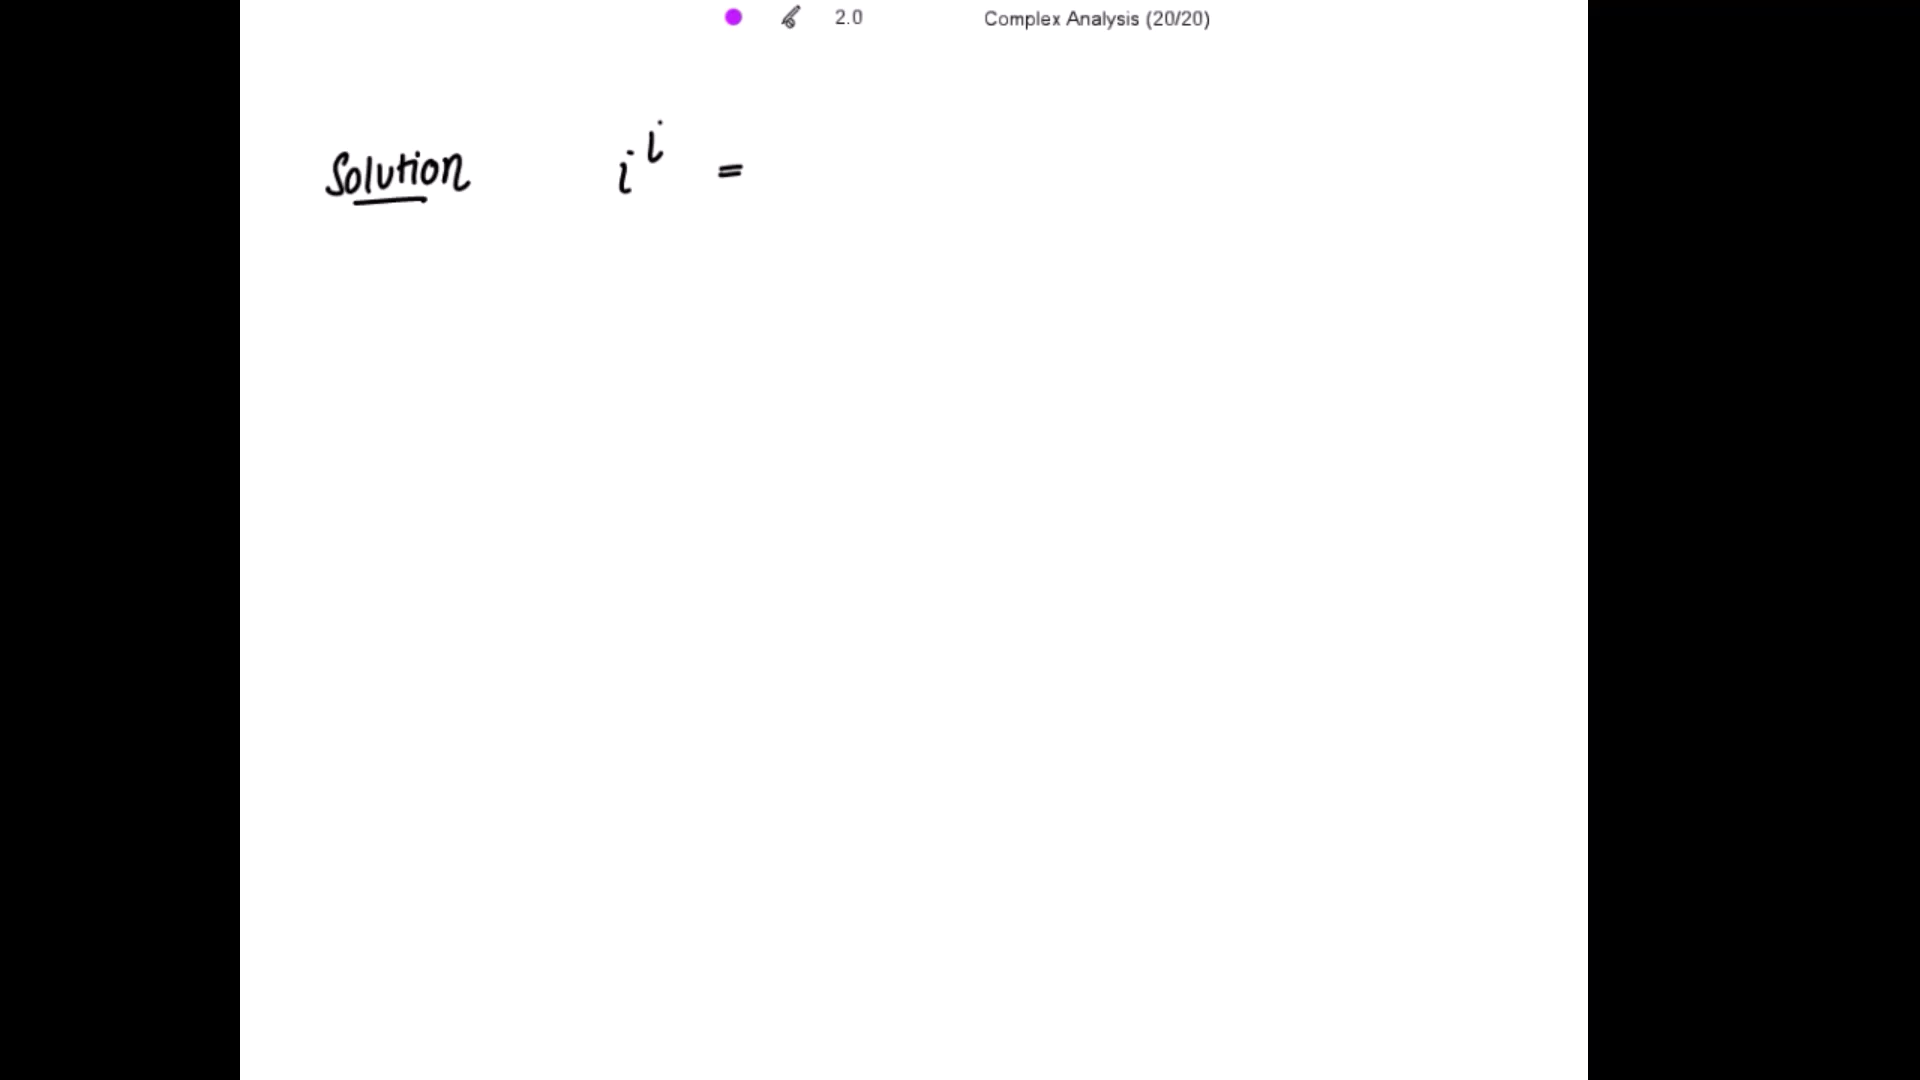 2.0 Complex Analysis (20/20)
Solution i^i =